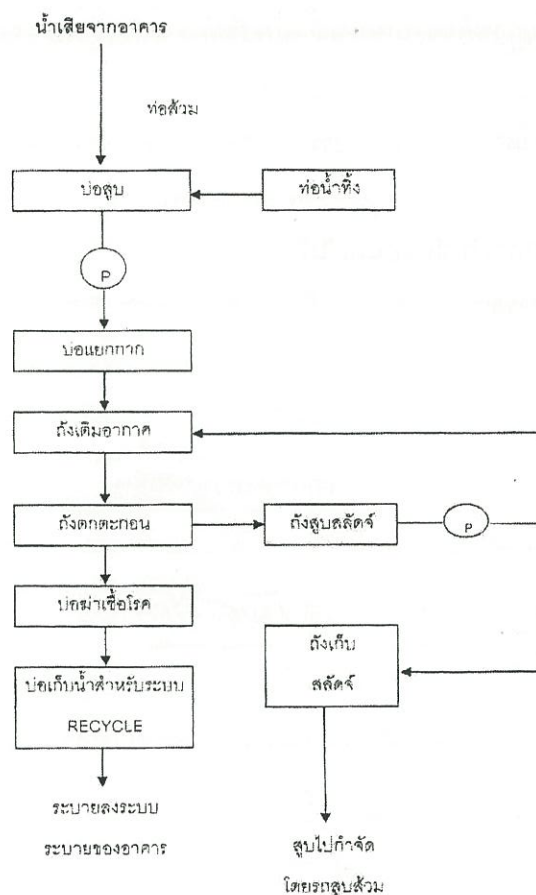 น้ำเสียจากอาคาร
ท่อส้วม
บ่อสูบ
ท่อน้ำทิ้ง
P
บ่อแยกกาก
ถังเติมอากาศ
ถังตกตะกอน
ถังสูบสลัดจ์
P
บ่อฆ่าเชื้อโรค
ถังเก็บ
สลัดจ์
บ่อเก็บน้ำสำหรับระบบ
RECYCLE
ระบายลงระบบ
ระบายของอาคาร
สูบไปกำจัด
โดยรถสูบส้วม